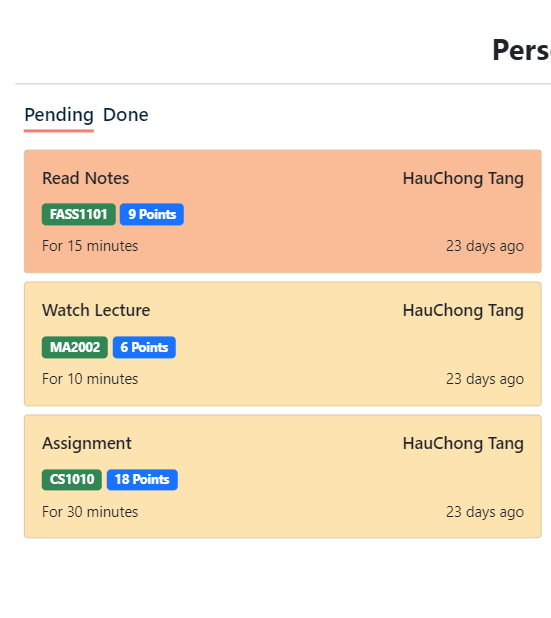 Pending Done
Read Notes HauChong Tang
FASS1101 9 Points
For 15 minutes 23 days ago
Watch Lecture HauChong Tang
MA2002 6 Points
For 10 minutes 23 days ago
Assignment HauChong Tang
CS1010 18 Points
For 30 minutes 23 days ago